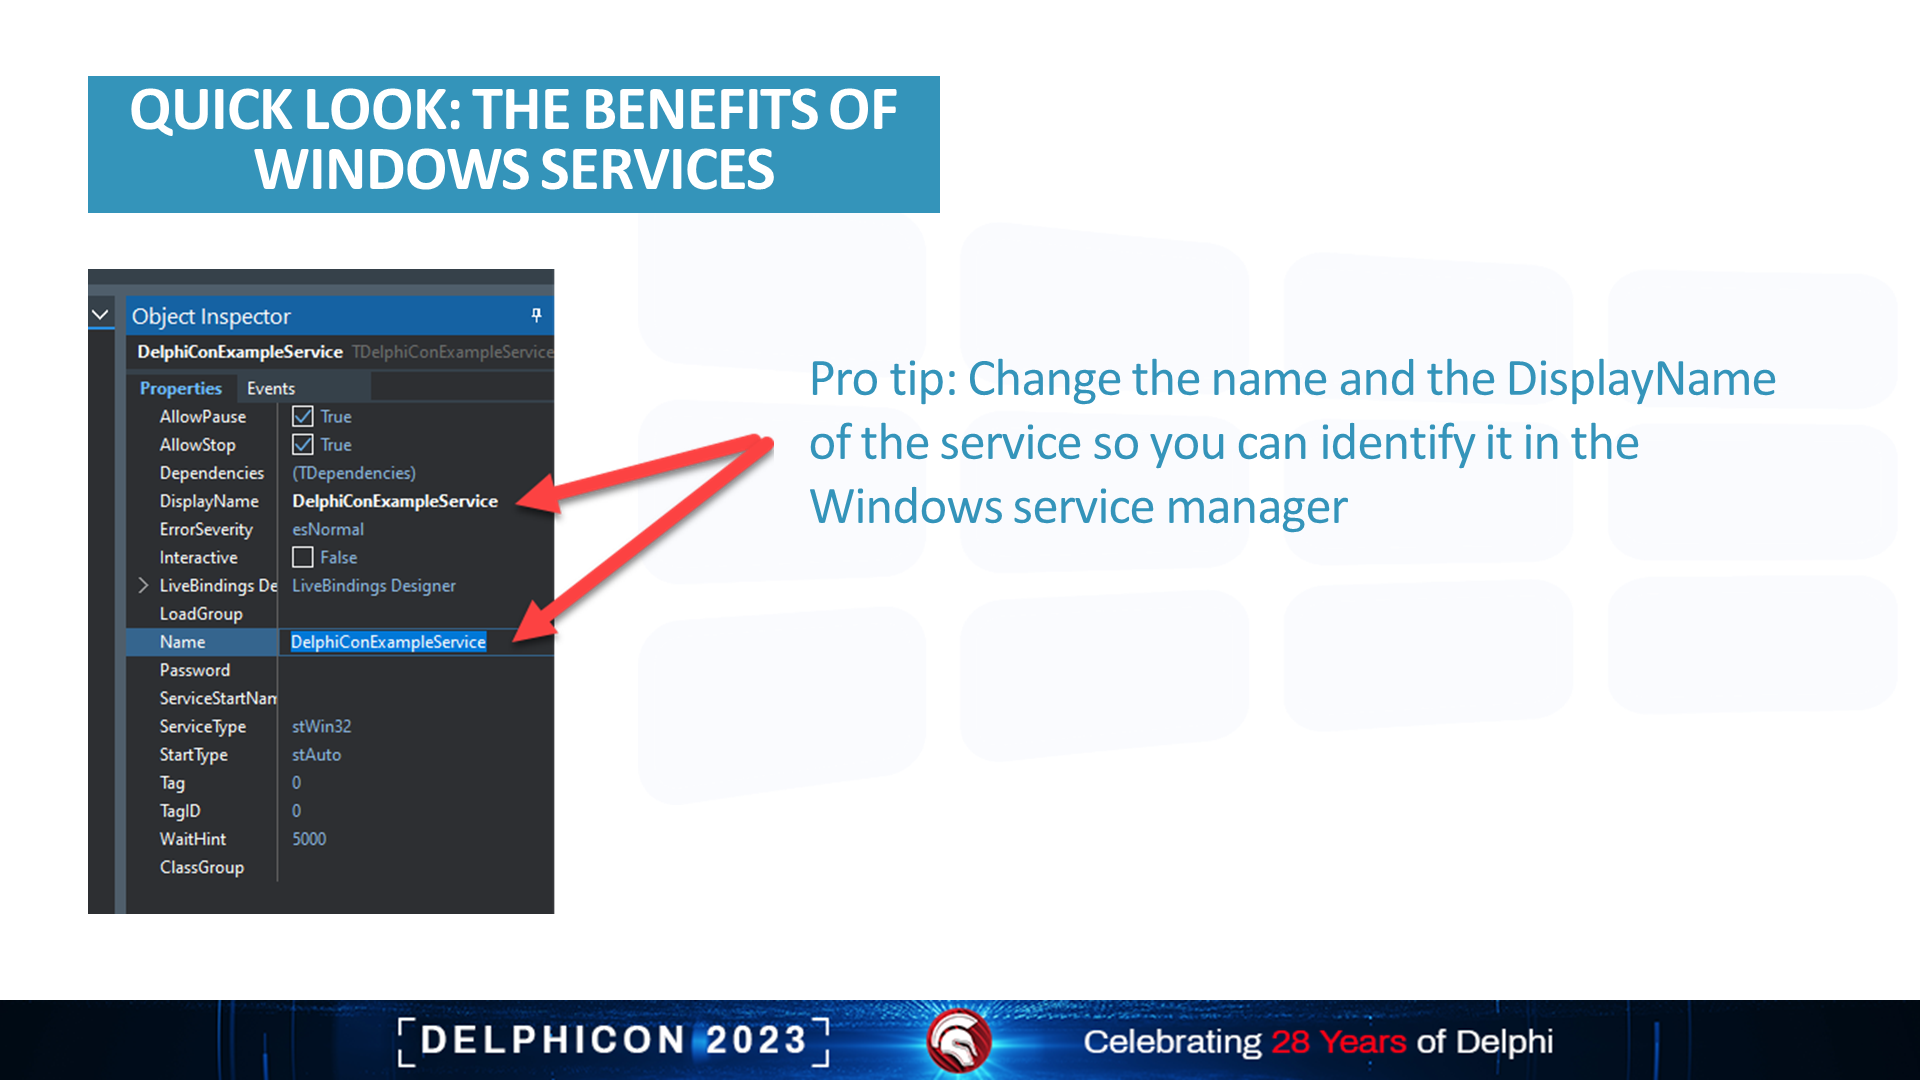 QUICK LOOK: THE BENEFITS OF
WINDOWS SERVICES
Object Inspector
DelphiConExampleService TDelphiConExampleService
Properties Events
AllowPause True
AllowStop True
Dependencies (TDependencies)
DisplayName DelphiConExampleService
ErrorSeverity esNormal
Interactive False
LiveBindings De LiveBindings Designer
LoadGroup
Name DelphiConExampleService
Password
ServiceStartNam
ServiceType stWin32
StartType stAuto
Tag 0
TagID 0
WaitHint 5000
ClassGroup
Pro tip: Change the name and the DisplayName
of the service so you can identify it in the
Windows service manager
[DELPHICON 2023]
Celebrating 28 Years of Delphi